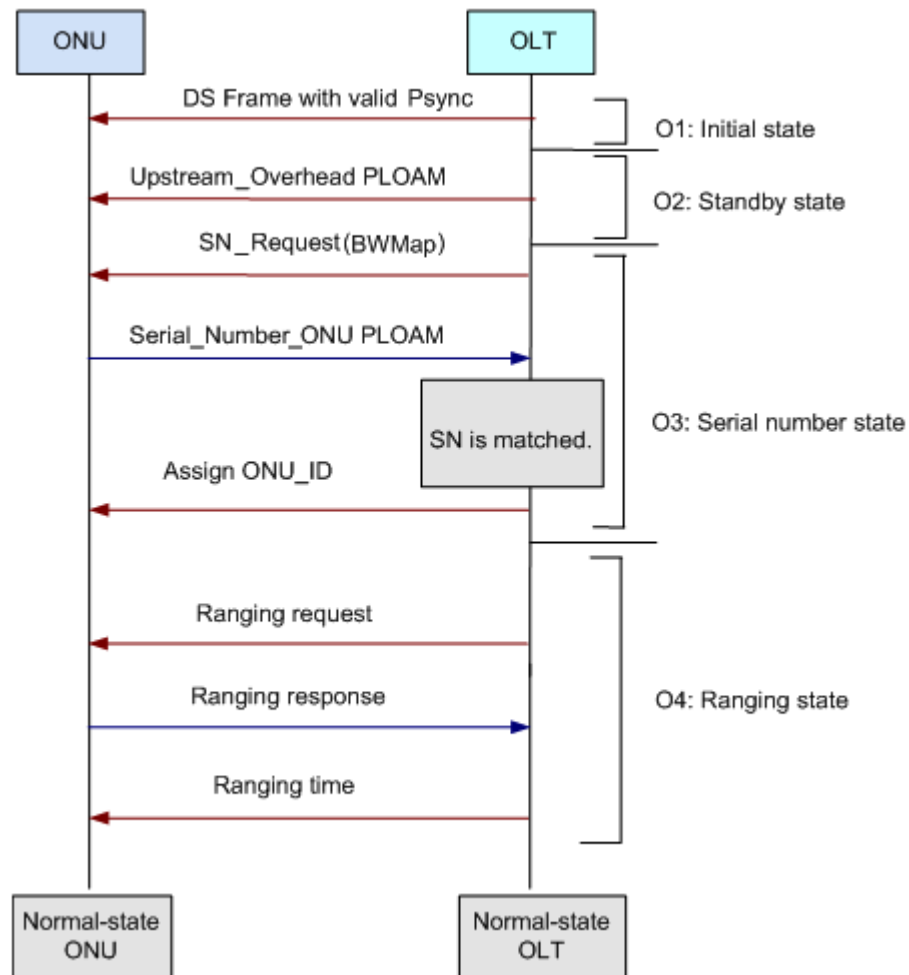 ONU
OLT
DS Frame with valid Psync
O1: Initial state
Upstream_Overhead PLOAM
O2: Standby state
SN_Request(BWMap)
Serial_Number_ONU PLOAM
O3: Serial number state
SN is matched.
Assign ONU_ID
Ranging request
Ranging response
O4: Ranging state
Ranging time
Normal-state
ONU
Normal-state
OLT